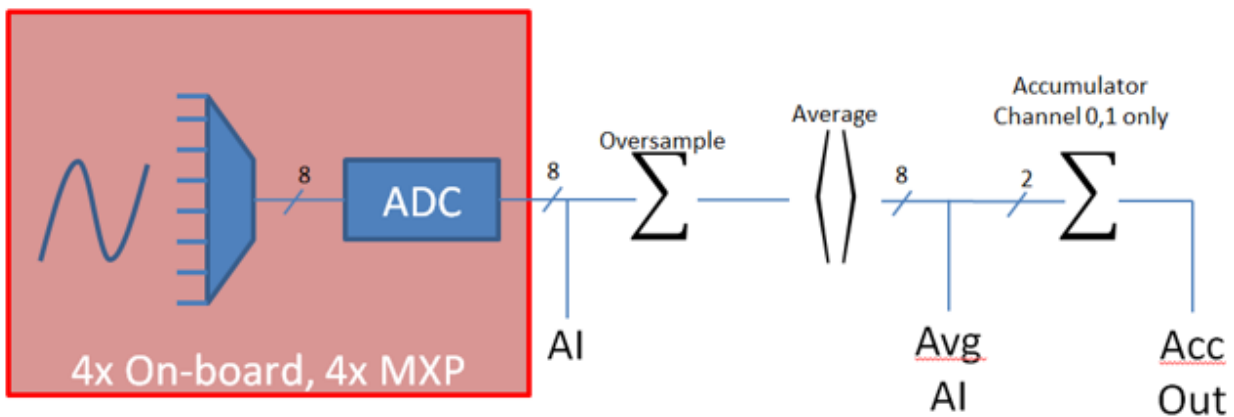 Accumulator
Channel 0,1 only
Average
Oversample
8
ADC
8
8
2
4x On-board, 4x MXP
AI
Avg
AI
Acc
Out